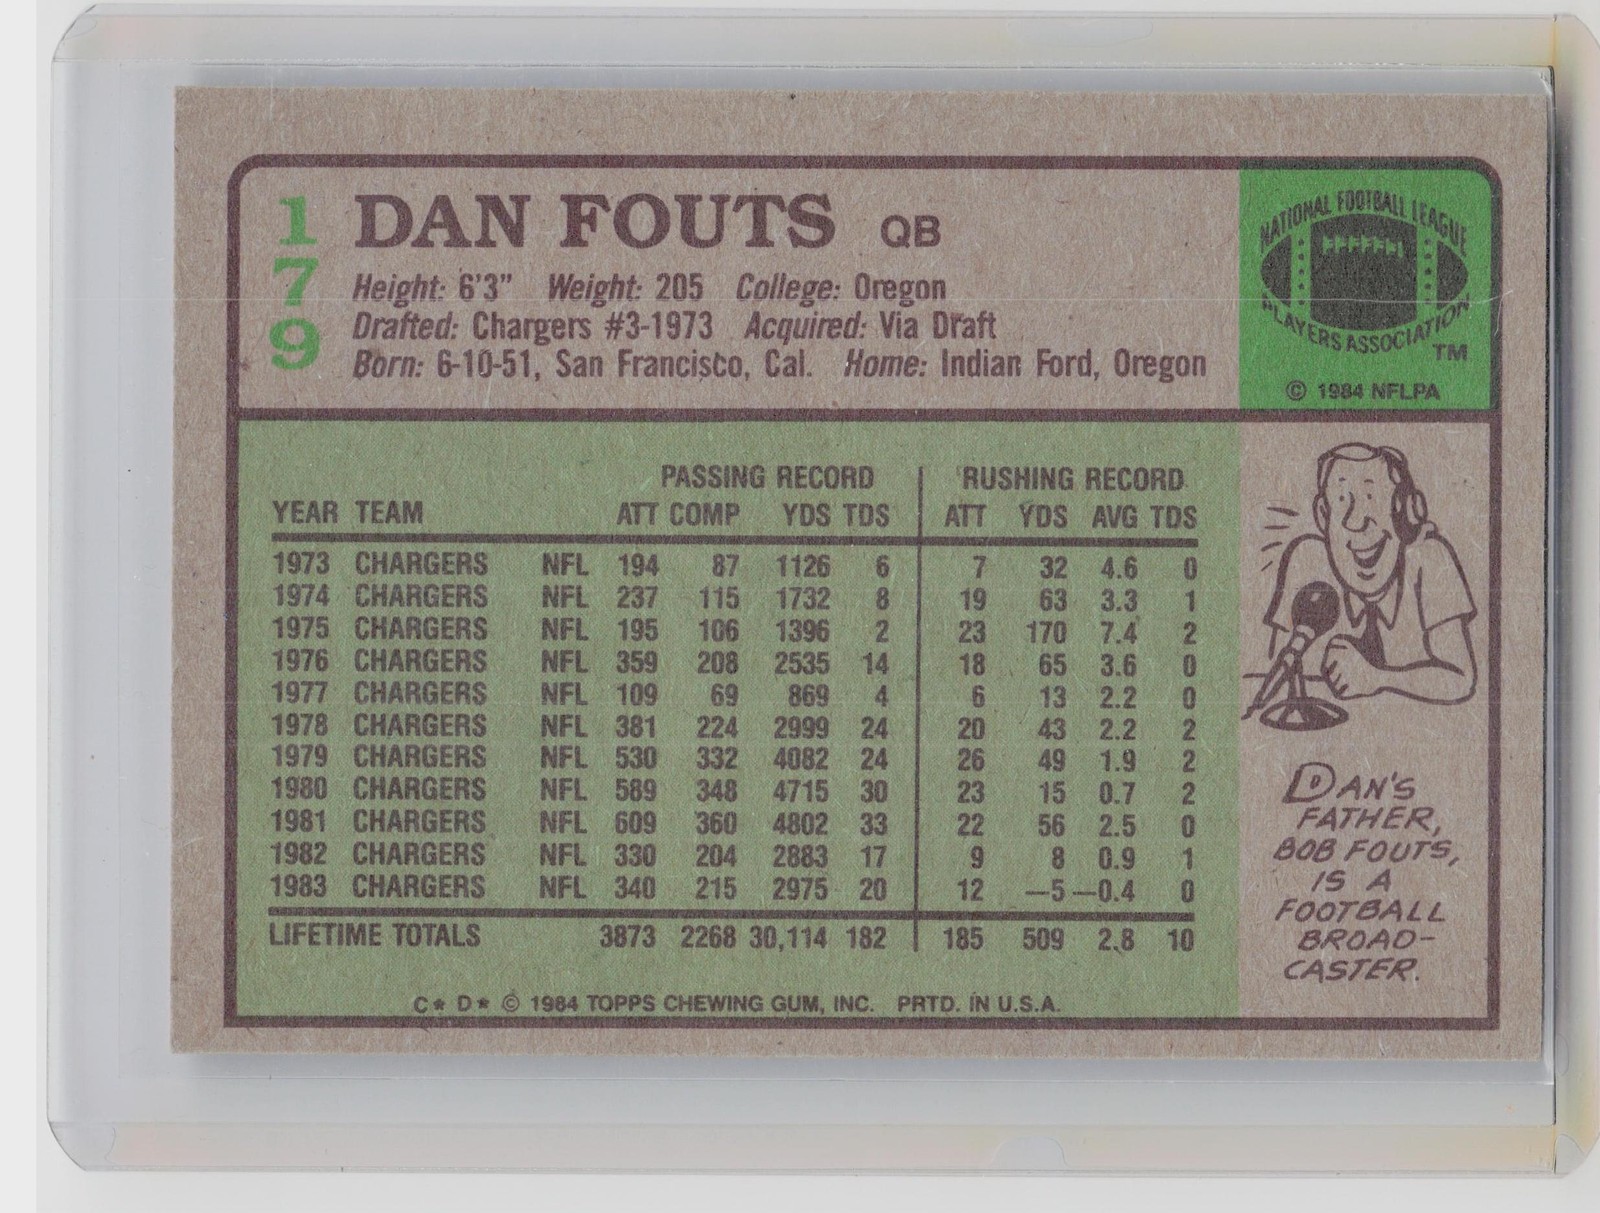 179
DAN FOUTS QB
Height: 6'3" Weight: 205 College: Oregon
Drafted: Chargers #3-1973 Acquired: Via Draft
Born: 6-10-51, San Francisco, Cal. Home: Indian Ford, Oregon
NATIONAL FOOTBALL LEAGUE
PLAYERS ASSOCIATION
TM
© 1984 NFLPA
PASSING RECORD RUSHING RECORD
YEAR TEAM ATT COMP YDS TDS ATT YDS AVG TDS
1973 CHARGERS NFL 194 87 1126 6 7 32 4.6 0
1974 CHARGERS NFL 237 115 1732 8 19 63 3.3 1
1975 CHARGERS NFL 195 106 1396 2 23 170 7.4 2
1976 CHARGERS NFL 359 208 2535 14 18 65 3.6 0
1977 CHARGERS NFL 109 69 869 4 6 13 2.2 0
1978 CHARGERS NFL 381 224 2999 24 20 43 2.2 2
1979 CHARGERS NFL 530 332 4082 24 26 49 1.9 2
1980 CHARGERS NFL 589 348 4715 30 23 15 0.7 2
1981 CHARGERS NFL 609 360 4802 33 22 56 2.5 0
1982 CHARGERS NFL 330 204 2883 17 9 8 0.9 1
1983 CHARGERS NFL 340 215 2975 20 12 —5 —0.4 0
LIFETIME TOTALS 3873 2268 30,114 182 185 509 2.8 10
C* D* © 1984 TOPPS CHEWING GUM, INC. PRTD. IN U.S.A.
DAN'S
FATHER,
BOB FOUTS,
IS A
FOOTBALL
BROAD-
CASTER.